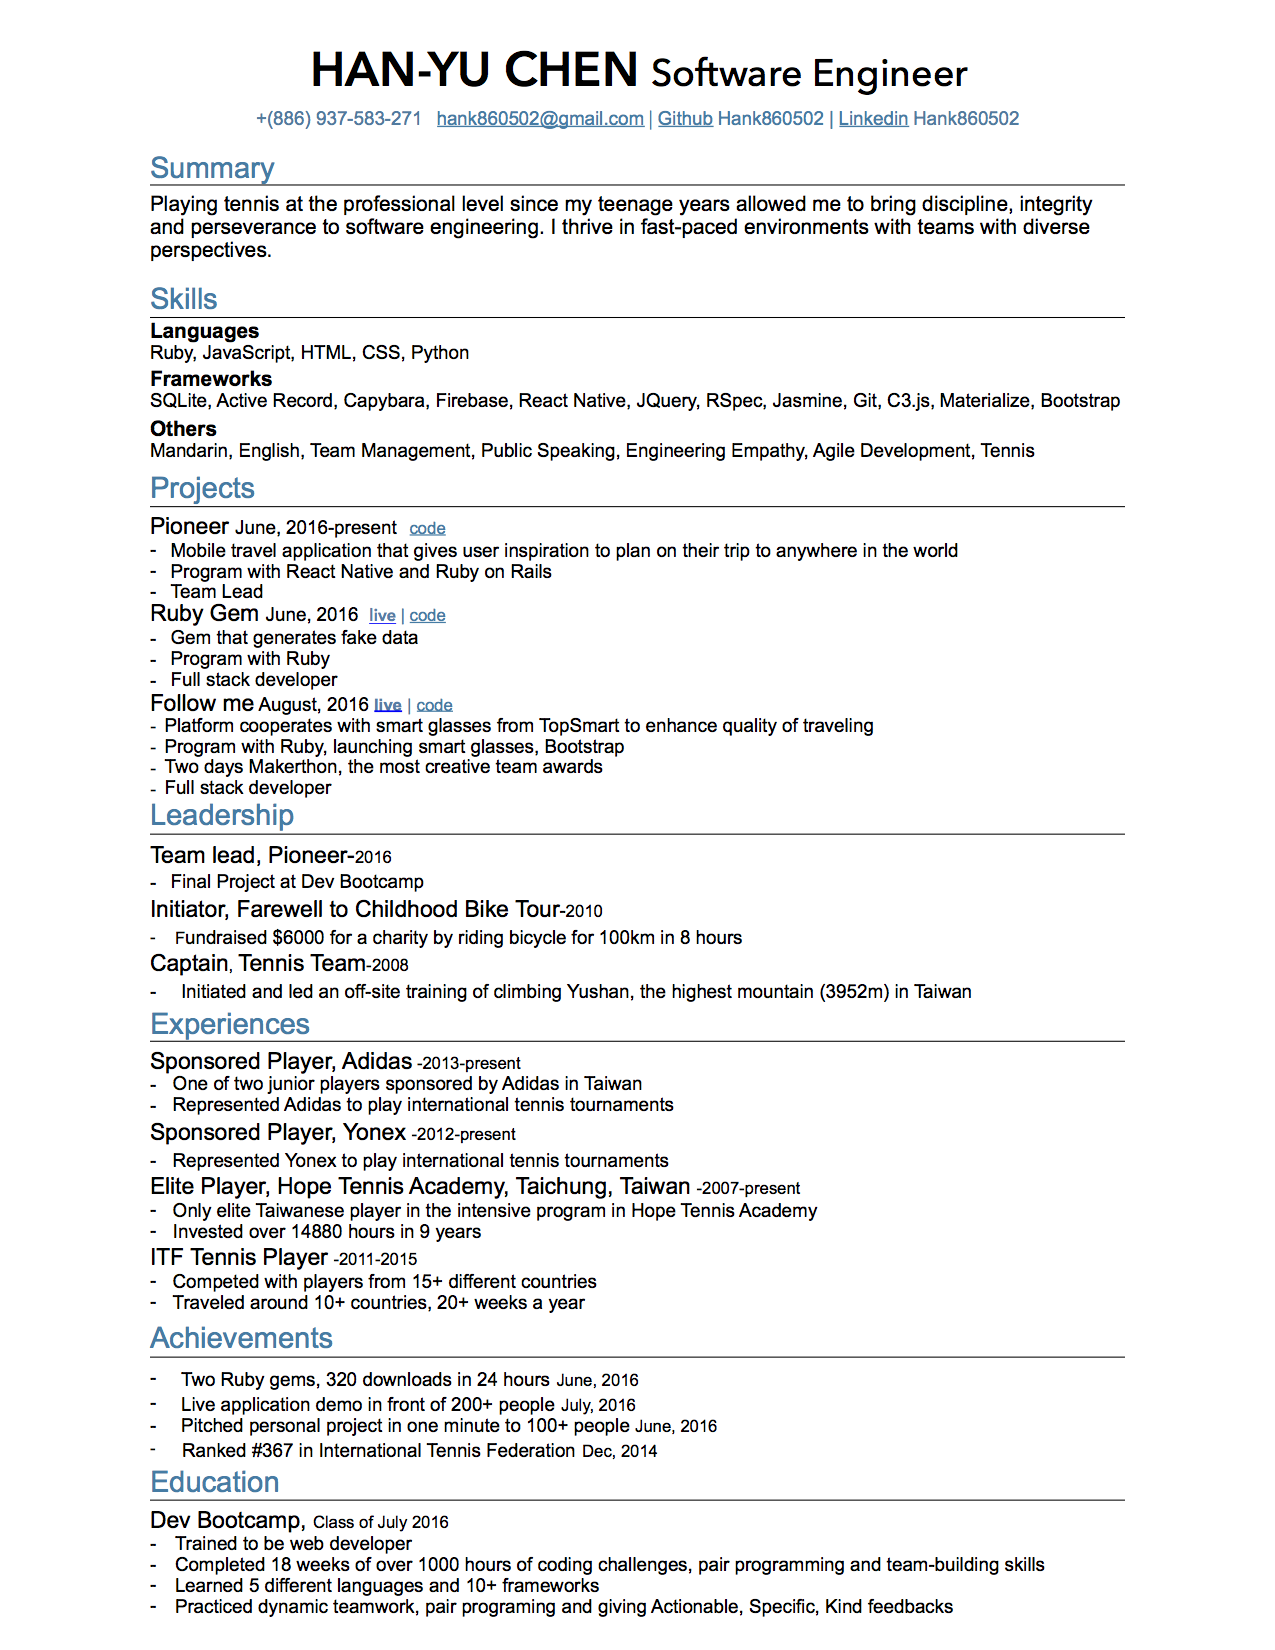 HAN-YU CHEN Software Engineer
+(886) 937-583-271 hank860502@gmail.com | Github Hank860502 | Linkedin Hank860502
Summary
Playing tennis at the professional level since my teenage years allowed me to bring discipline, integrity
and perseverance to software engineering. I thrive in fast-paced environments with teams with diverse
perspectives.
Skills
Languages
Ruby, JavaScript, HTML, CSS, Python
Frameworks
SQLite, Active Record, Capybara, Firebase, React Native, JQuery, RSpec, Jasmine, Git, C3.js, Materialize, Bootstrap
Others
Mandarin, English, Team Management, Public Speaking, Engineering Empathy, Agile Development, Tennis
Projects
Pioneer June, 2016-present code
- Mobile travel application that gives user inspiration to plan on their trip to anywhere in the world
- Program with React Native and Ruby on Rails
- Team Lead
Ruby Gem June, 2016 live | code
- Gem that generates fake data
- Program with Ruby
- Full stack developer
Follow me August, 2016 live | code
- Platform cooperates with smart glasses from TopSmart to enhance quality of traveling
- Program with Ruby, launching smart glasses, Bootstrap
- Two days Makerthon, the most creative team awards
- Full stack developer
Leadership
Team lead, Pioneer-2016
- Final Project at Dev Bootcamp
Initiator, Farewell to Childhood Bike Tour-2010
- Fundraised $6000 for a charity by riding bicycle for 100km in 8 hours
Captain, Tennis Team-2008
- Initiated and led an off-site training of climbing Yushan, the highest mountain (3952m) in Taiwan
Experiences
Sponsored Player, Adidas -2013-present
- One of two junior players sponsored by Adidas in Taiwan
- Represented Adidas to play international tennis tournaments
Sponsored Player, Yonex -2012-present
- Represented Yonex to play international tennis tournaments
Elite Player, Hope Tennis Academy, Taichung, Taiwan -2007-present
- Only elite Taiwanese player in the intensive program in Hope Tennis Academy
- Invested over 14880 hours in 9 years
ITF Tennis Player -2011-2015
- Competed with players from 15+ different countries
- Traveled around 10+ countries, 20+ weeks a year
Achievements
- Two Ruby gems, 320 downloads in 24 hours June, 2016
- Live application demo in front of 200+ people July, 2016
- Pitched personal project in one minute to 100+ people June, 2016
- Ranked #367 in International Tennis Federation Dec, 2014
Education
Dev Bootcamp, Class of July 2016
- Trained to be web developer
- Completed 18 weeks of over 1000 hours of coding challenges, pair programming and team-building skills
- Learned 5 different languages and 10+ frameworks
- Practiced dynamic teamwork, pair programing and giving Actionable, Specific, Kind feedbacks